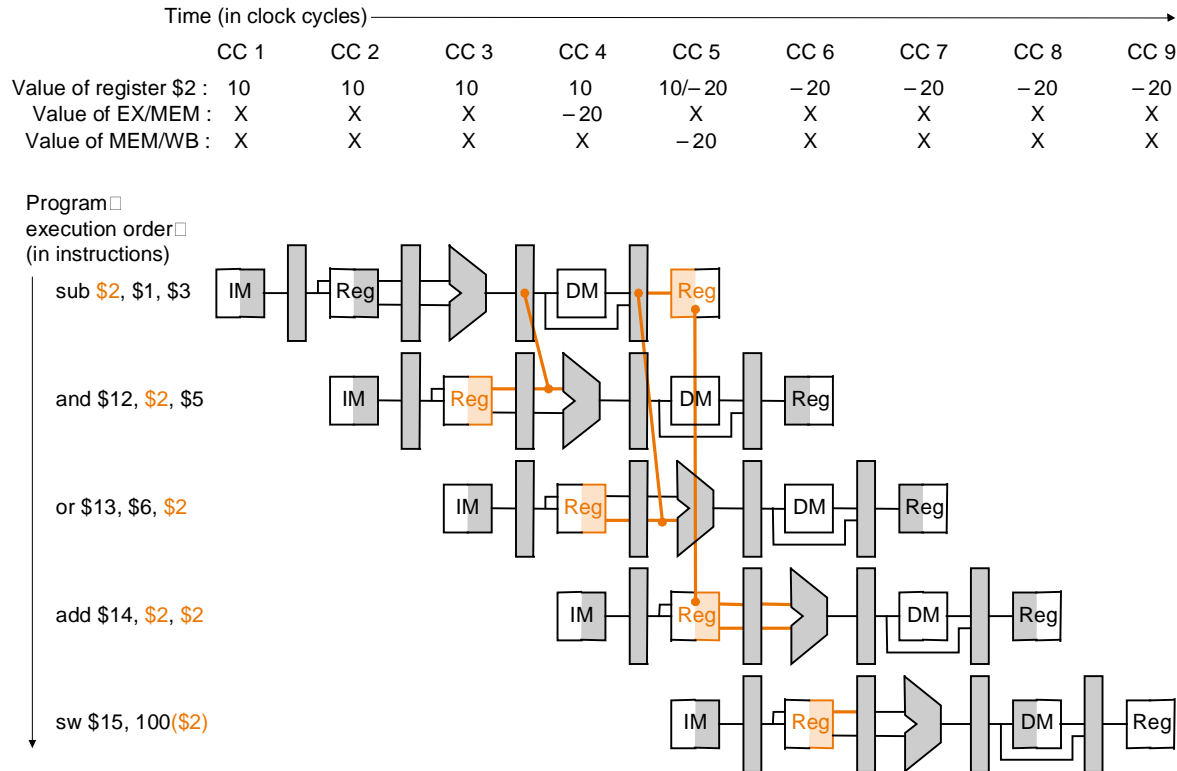 Time (in clock cycles)
CC 1 CC 2 CC 3 CC 4 CC 5 CC 6 CC 7 CC 8 CC 9
Value of register $2 : 10 10 10 10 10/–20 –20 –20 –20 –20
Value of EX/MEM : X X X –20 X X X X X
Value of MEM/WB : X X X X –20 X X X X
Program□
execution order□
(in instructions)
sub $2, $1, $3 IM Reg DM Reg
and $12, $2, $5 IM Reg DM Reg
or $13, $6, $2 IM Reg DM Reg
add $14, $2, $2 IM Reg DM Reg
sw $15, 100($2) IM Reg DM Reg